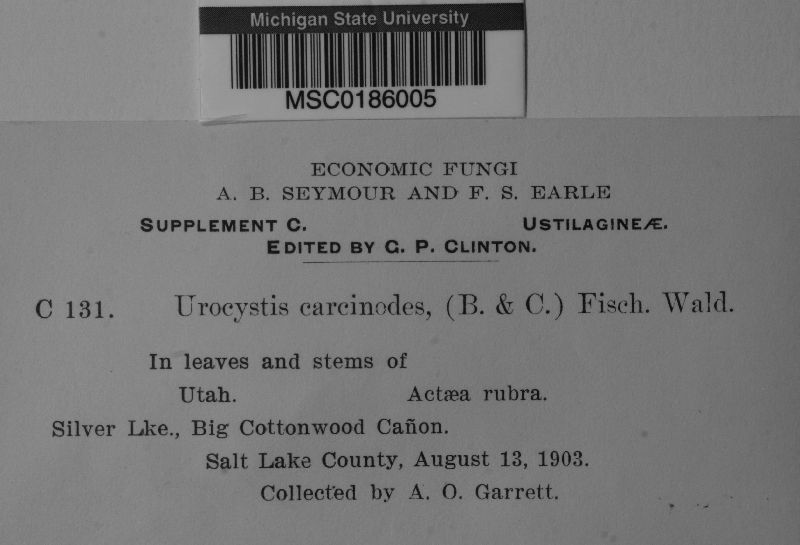 Michigan State University
MSC0186005
ECONOMIC FUNGI
A. B. SEYMOUR AND F. S. EARLE
SUPPLEMENT C. USTILAGINEÆ.
EDITED BY G. P. CLINTON.
C 131. Urocystis carcinodes, (B. & C.) Fisch. Wald.
In leaves and stems of
Utah. Actæa rubra.
Silver Lke., Big Cottonwood Cañon.
Salt Lake County, August 13, 1903.
Collected by A. O. Garrett.